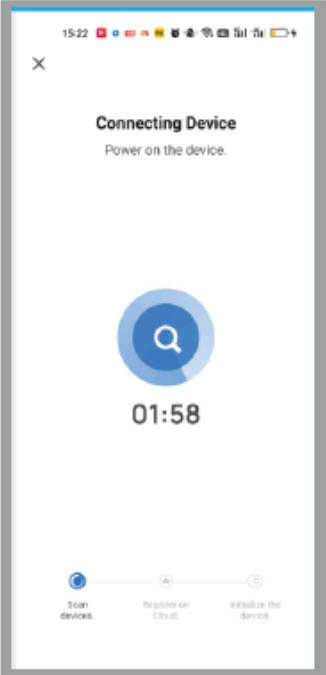 15:22
Connecting Device
Power on the device.
01:58
Scan
devices.
Register on
Cloud.
Initialize the
device.